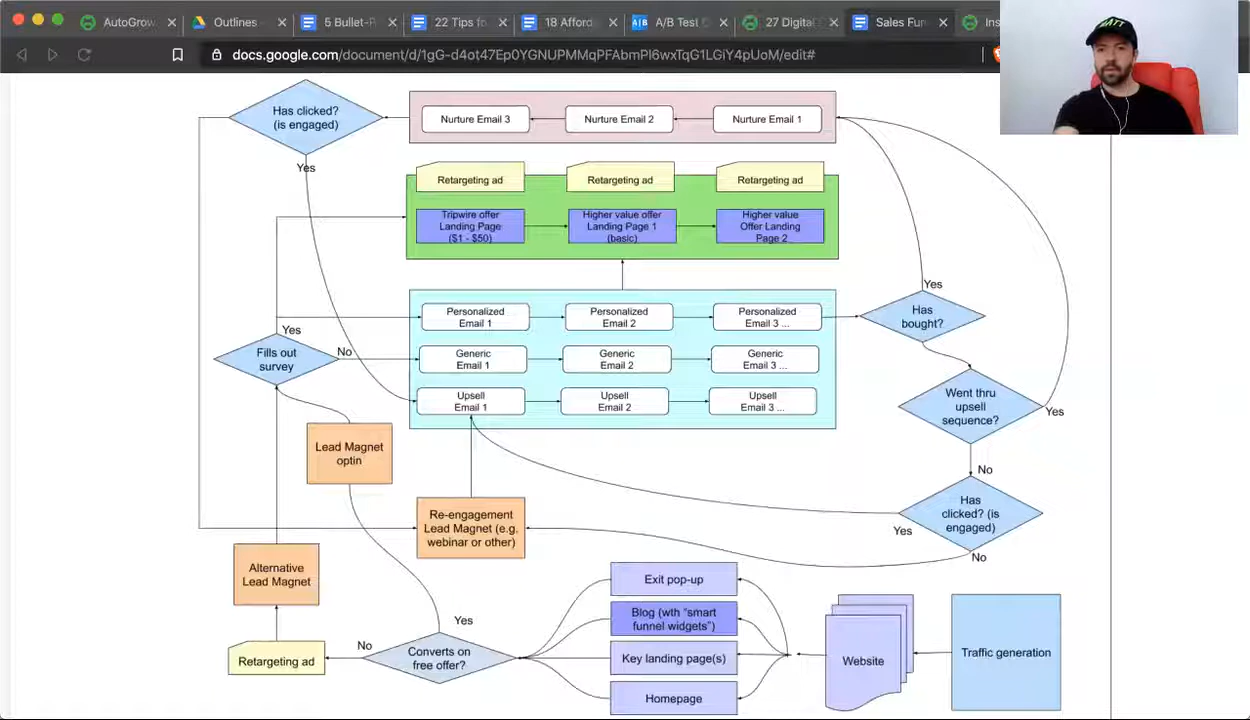 AutoGrow
Outlines
5 Bullet-P
22 Tips fo
18 Afford
A|B
A/B Test
27 Digital
Sales Fun
Ins
docs.google.com/document/d/1gG-d4ot47Ep0YGNUPMMqPFAbmPl6wxTqG1LGiY4pUoM/edit#
Has clicked?
(is engaged)
Nurture Email 3
Nurture Email 2
Nurture Email 1
Yes
Retargeting ad
Retargeting ad
Retargeting ad
Tripwire offer
Landing Page
($1 - $50)
Higher value offer
Landing Page 1
(basic)
Higher value
Offer Landing
Page 2
Yes
Personalized
Email 1
Personalized
Email 2
Personalized
Email 3 ...
Has
bought?
Yes
Fills out
survey
No
Generic
Email 1
Generic
Email 2
Generic
Email 3 ...
Upsell
Email 1
Upsell
Email 2
Upsell
Email 3 ...
Went thru
upsell
sequence?
Yes
Lead Magnet
optin
No
Re-engagement
Lead Magnet (e.g.
webinar or other)
Has
clicked? (is
engaged)
Yes
No
Alternative
Lead Magnet
Exit pop-up
Blog (wth “smart
funnel widgets”)
Key landing page(s)
Homepage
Yes
No
Converts on
free offer?
Retargeting ad
Website
Traffic generation